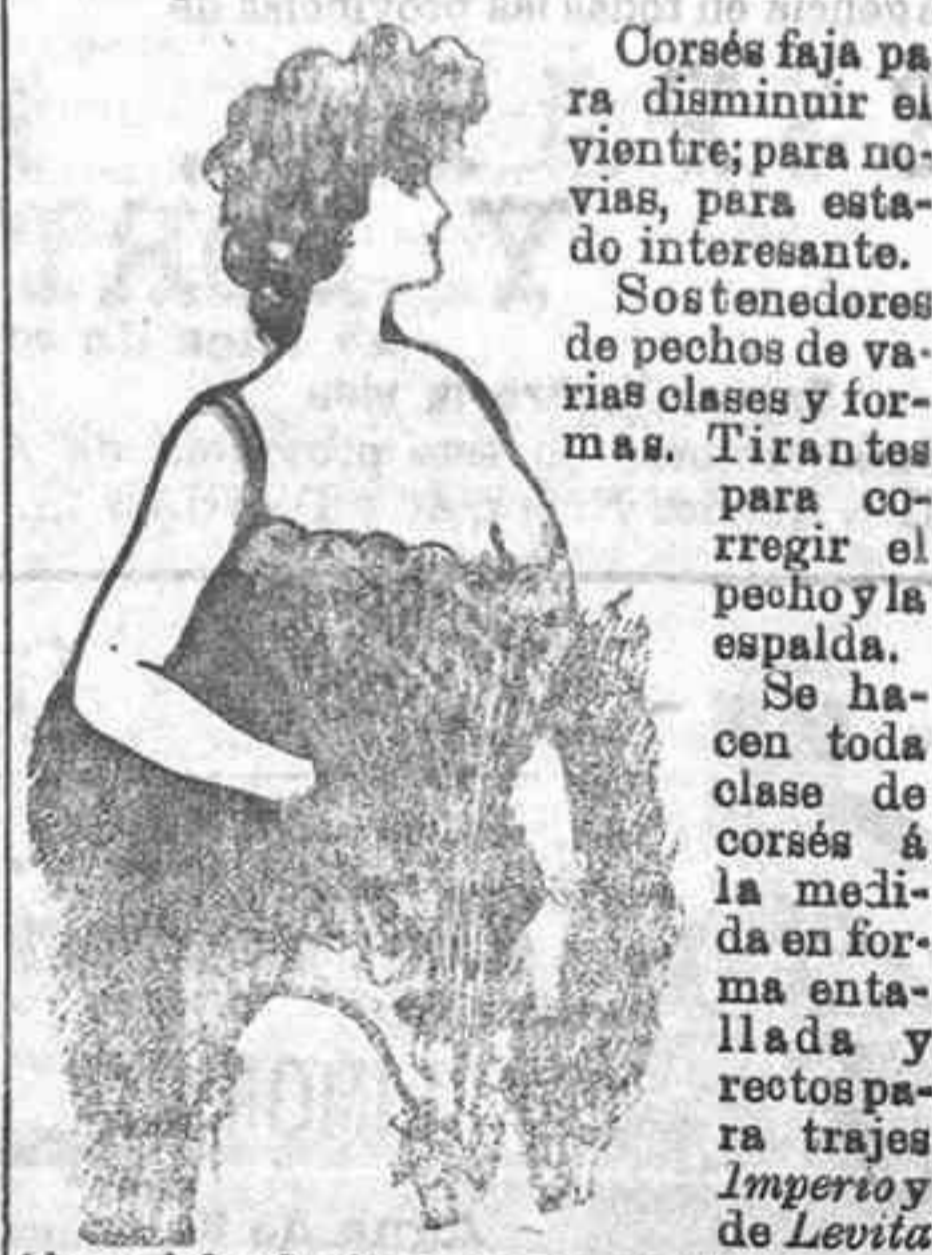 Corsés faja pa
ra disminuir el
vientre; para no-
vias, para esta-
do interesante.
Sostenedores
de pechos de va-
rias clases y for-
mas. Tirantes
para co-
rregir el
pecho y la
espalda.
Se ha-
cen toda
clase de
corsés á
la medi-
da en for-
ma enta-
llada y
rectos pa-
ra trajes
Imperio y
de Levita